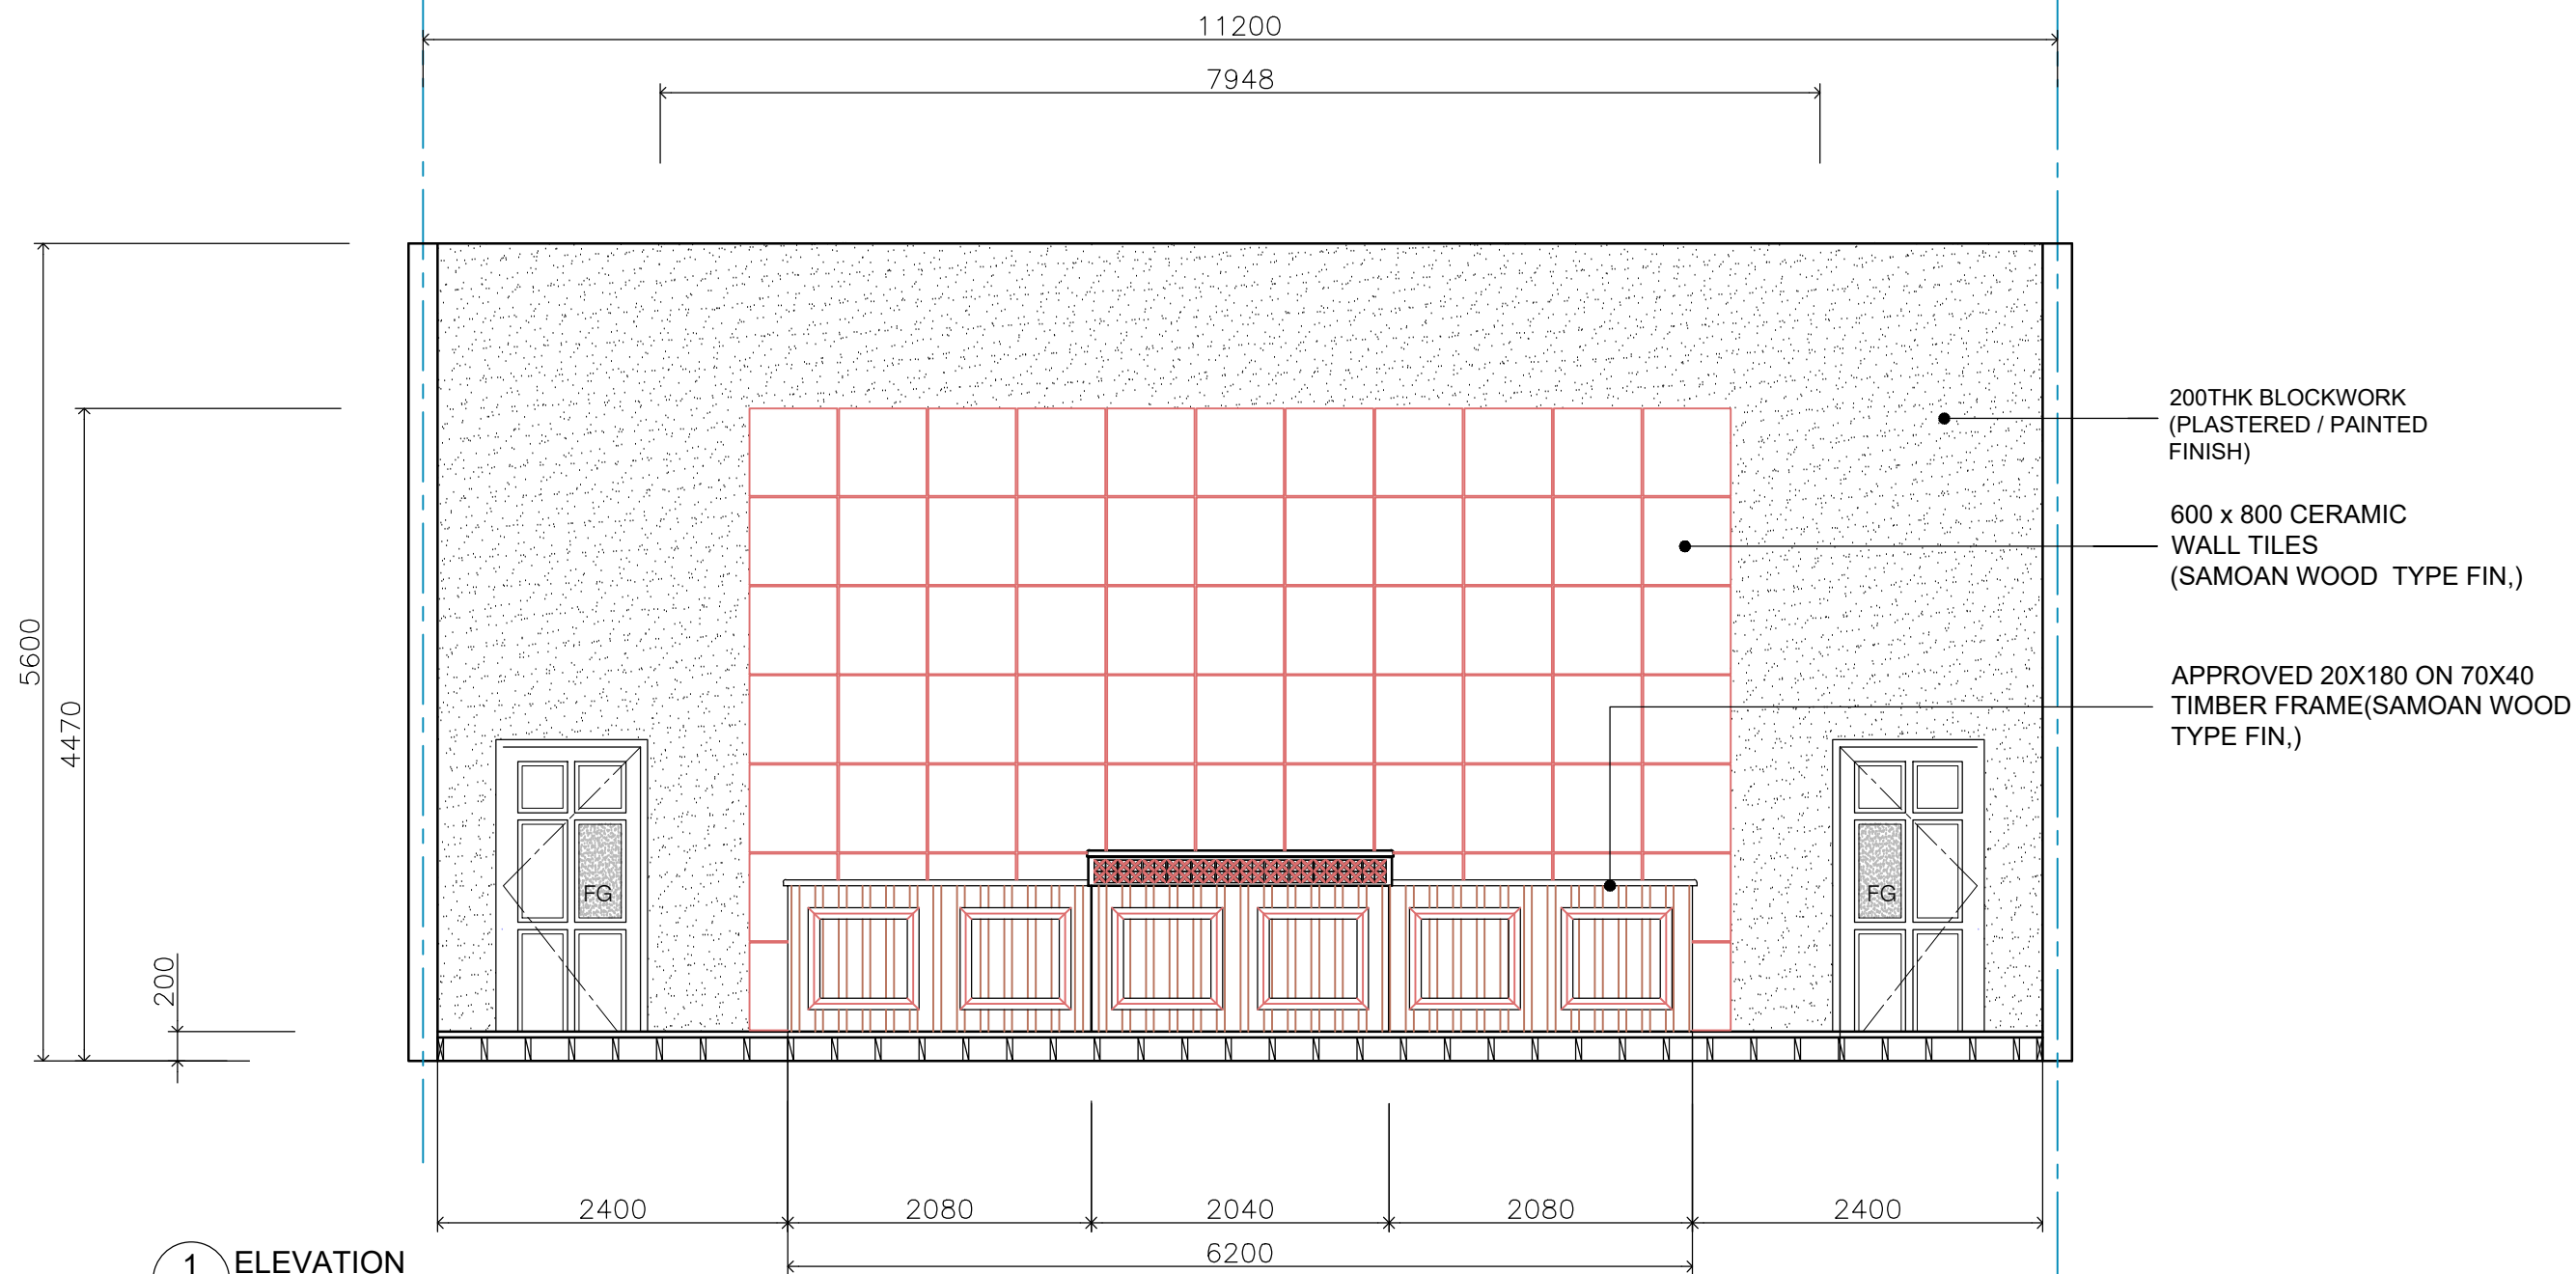 11200
7948
200THK BLOCKWORK
(PLASTERED / PAINTED
FINISH)
600 x 800 CERAMIC
WALL TILES
(SAMOAN WOOD TYPE FIN,)
APPROVED 20X180 ON 70X40
TIMBER FRAME(SAMOAN WOOD
TYPE FIN,)
5600
4470
200
FG
FG
2400
2080
2040
2080
2400
6200
1
ELEVATION